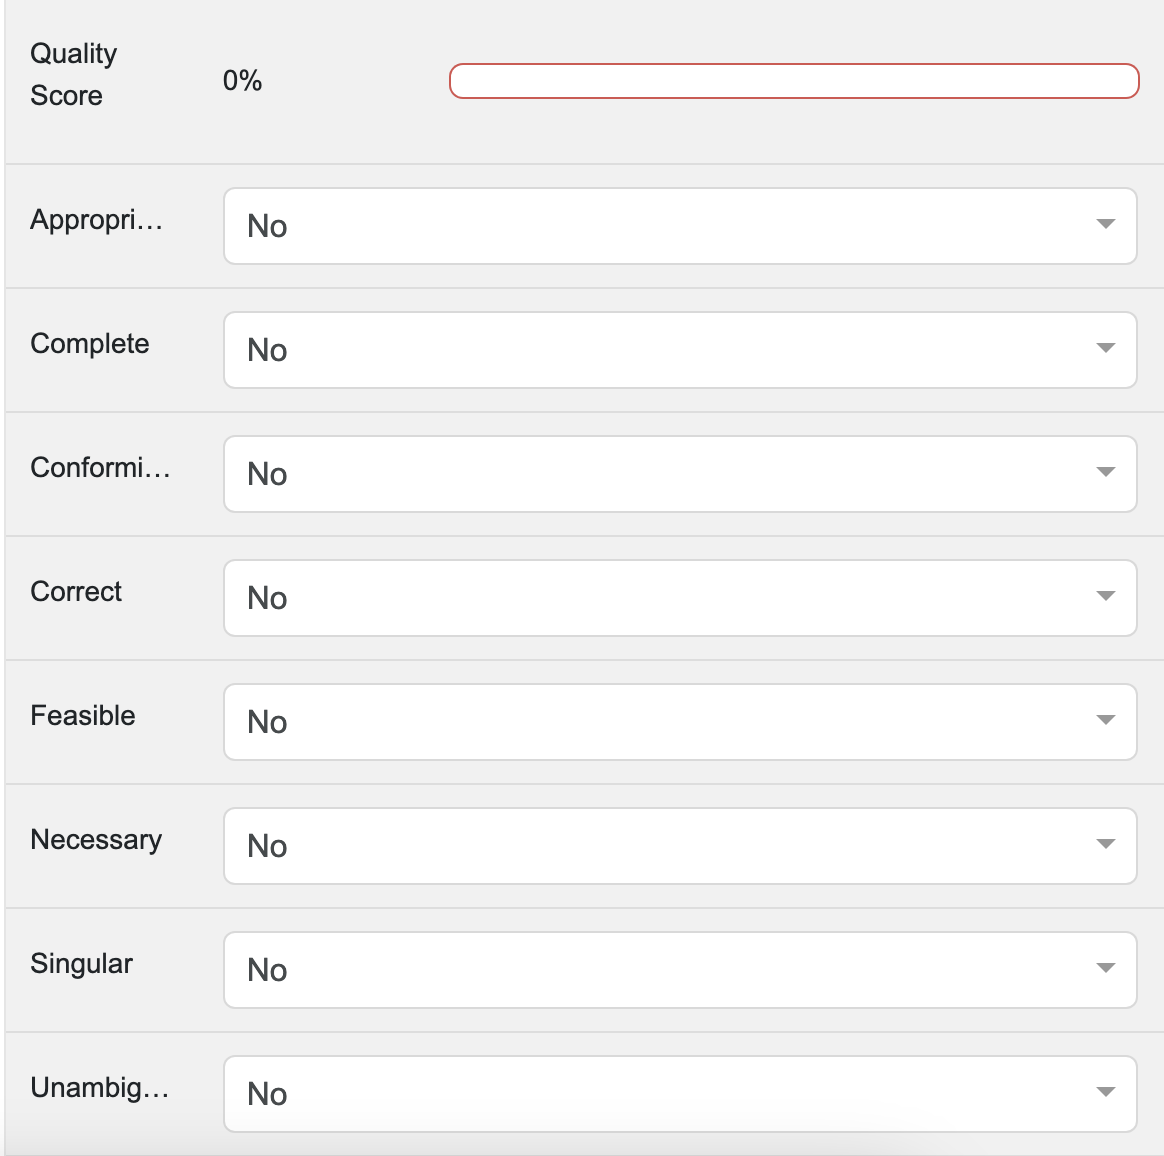 Quality
Score
0%
Appropri…
No
Complete
No
Conformi…
No
Correct
No
Feasible
No
Necessary
No
Singular
No
Unambig…
No